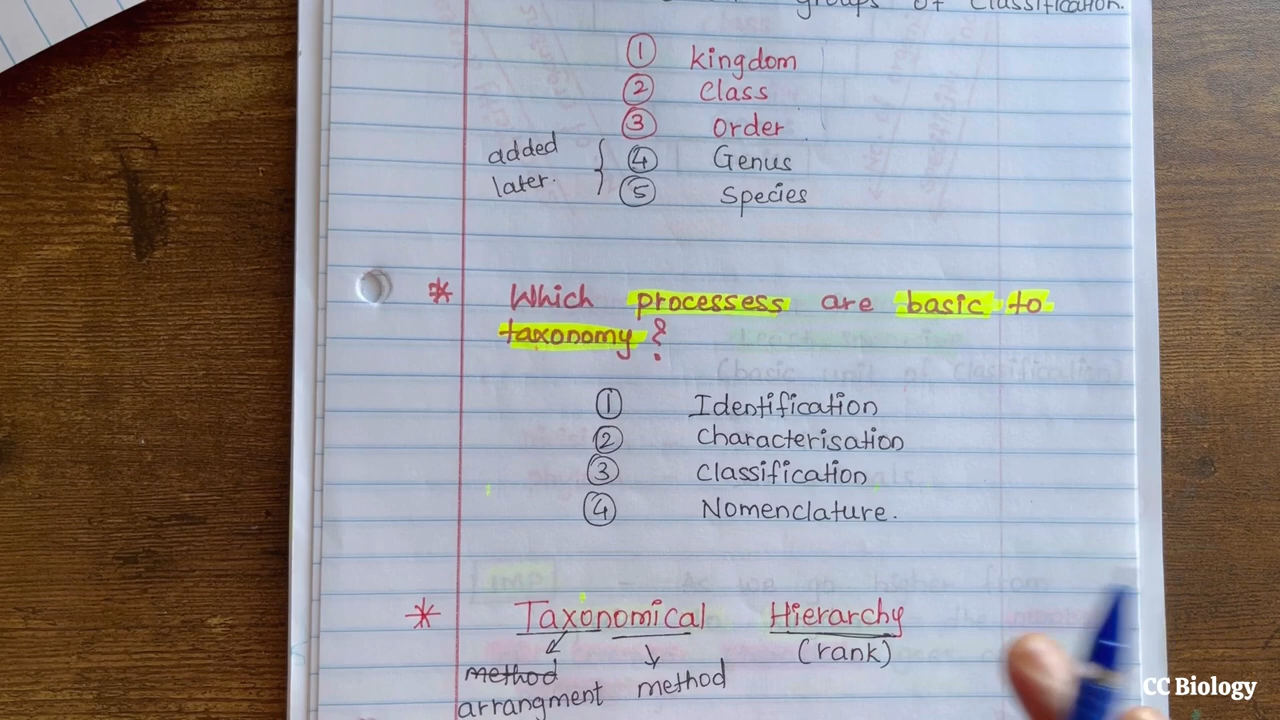 groups of Classification.
① kingdom
② Class
③ Order
added later. { ④ Genus
⑤ Species
* Which processess are basic to
taxonomy ?
① Identification
② Characterisation
③ Classification
④ Nomenclature.
* Taxonomical Hierarchy
method method (rank)
arrangment
CC Biology